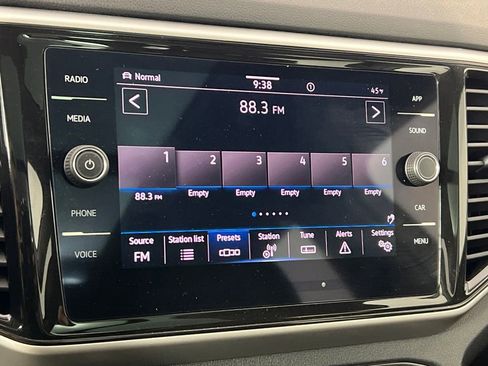 RADIO
MEDIA
PHONE
VOICE
Normal
9:38
45°F
88.3 FM
1 2 3 4 5 6
88.3 FM Empty Empty Empty Empty Empty
Source Station list Presets Station Tune Alerts Settings
FM
APP
SOUND
CAR
MENU